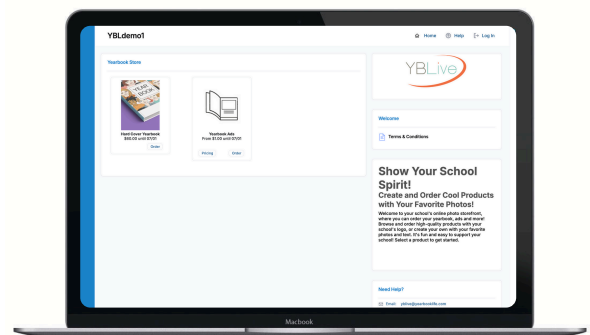 YBLdemo1
Home
Help
Log In
Yearbook Store
YEAR
BOOK
Hard Cover Yearbook
$50.00 until 07/01
Order
Yearbook Ads
From $1.00 until 07/01
Pricing
Order
YBLive
Welcome
Terms & Conditions
Show Your School
Spirit!
Create and Order Cool Products
with Your Favorite Photos!
Welcome to your school's online photo storefront,
where you can order your yearbook, ads and more!
Browse and order high-quality products with your
school's logo, or create your own with your favorite
photos and text. It's fun and easy to support your
school! Select a product to get started.
Need Help?
Email: yblive@yearbooklife.com
Macbook